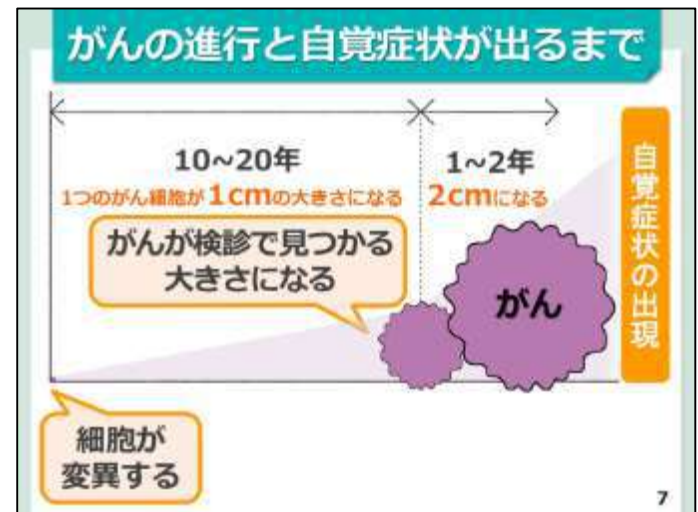 がんの進行と自覚症状が出るまで
10~20年
1つのがん細胞が1cmの大きさになる
1~2年
2cmになる
がんが検診で見つかる
大きさになる
がん
自覚症状の出現
細胞が
変異する
7